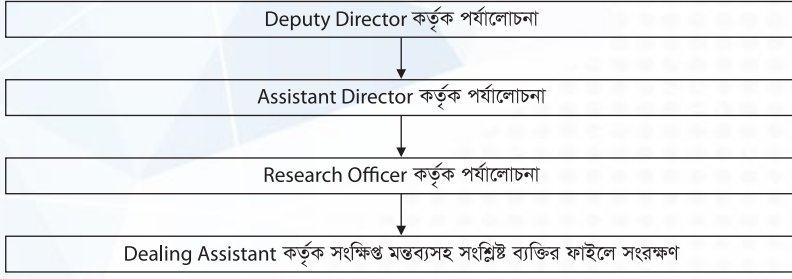 Deputy Director কর্তৃক পর্যালোচনা
Assistant Director কর্তৃক পর্যালোচনা
Research Officer কর্তৃক পর্যালোচনা
Dealing Assistant কর্তৃক সংক্ষিপ্ত মন্তব্যসহ সংশ্লিষ্ট ব্যক্তির ফাইলে সংরক্ষণ